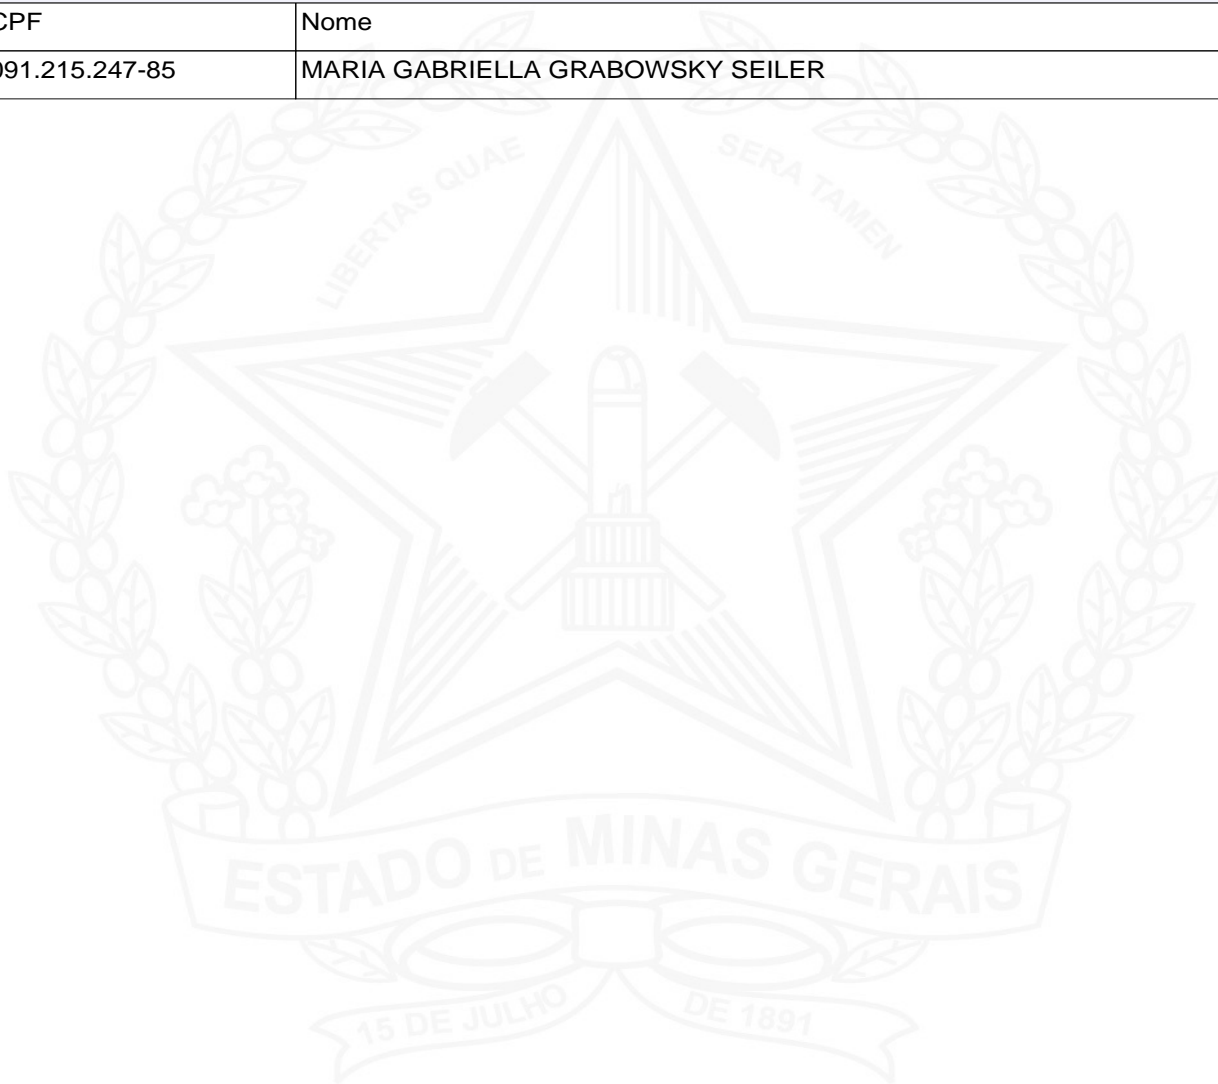 CPF Nome
091.215.247-85 MARIA GABRIELLA GRABOWSKY SEILER
LIBERTAS QUAE SERA TAMEN
ESTADO DE MINAS GERAIS
15 DE JULHO DE 1891